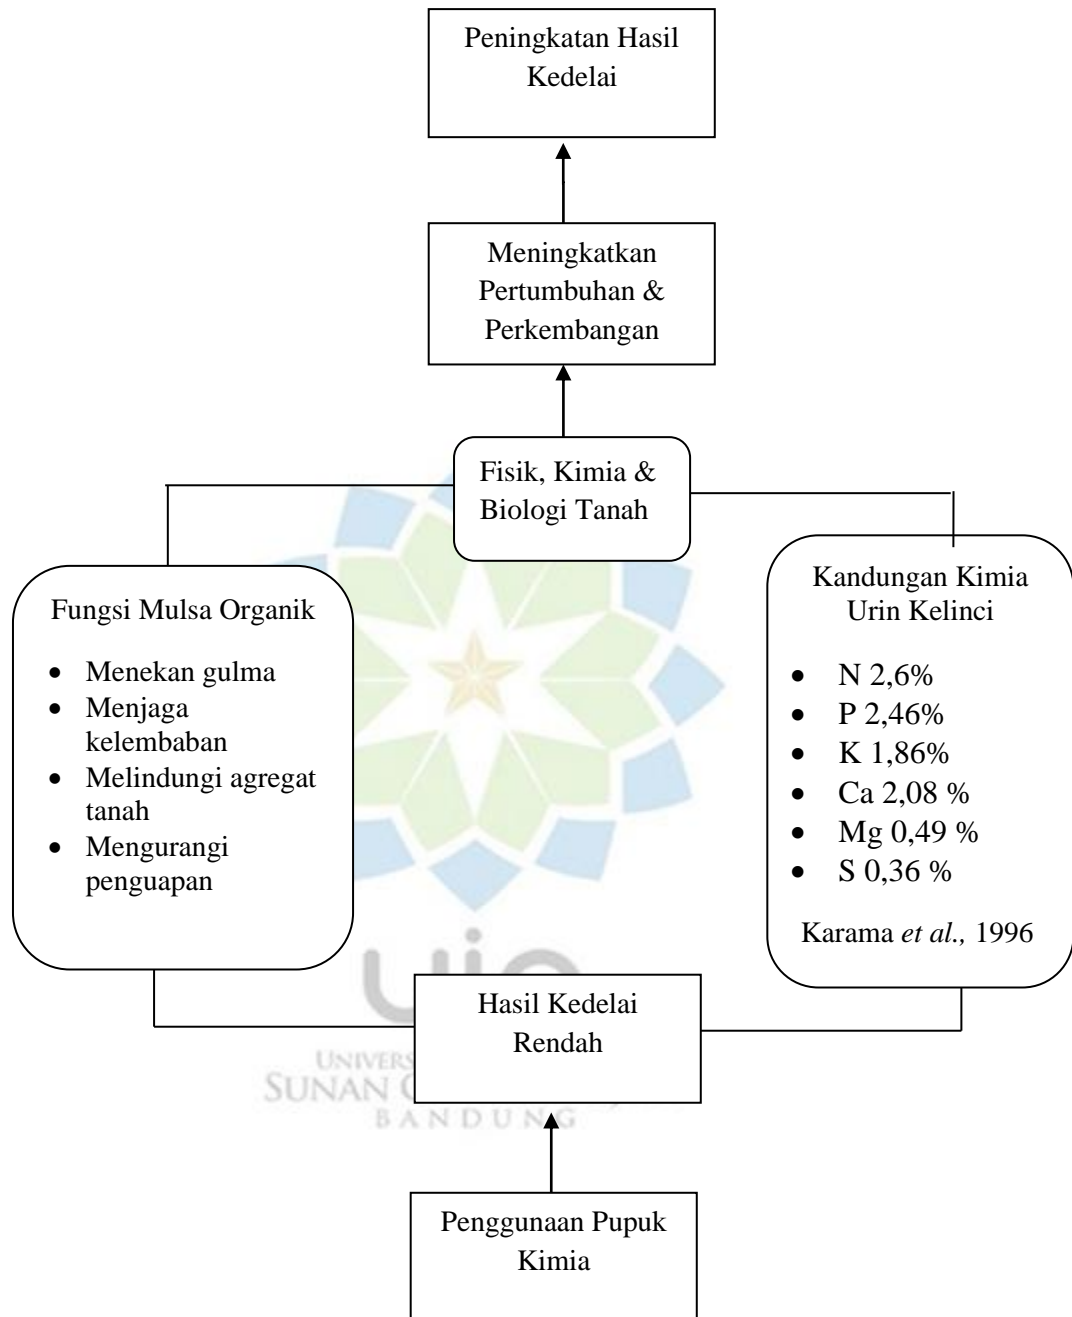 Peningkatan Hasil
Kedelai
Meningkatkan
Pertumbuhan &
Perkembangan
Fisik, Kimia &
Biologi Tanah
Fungsi Mulsa Organik
• Menekan gulma
• Menjaga
kelembaban
• Melindungi agregat
tanah
• Mengurangi
penguapan
Kandungan Kimia
Urin Kelinci
• N 2,6%
• P 2,46%
• K 1,86%
• Ca 2,08 %
• Mg 0,49 %
• S 0,36 %
Karama et al., 1996
Hasil Kedelai
Rendah
uin
SUNAN
BANDUNG
Penggunaan Pupuk
Kimia